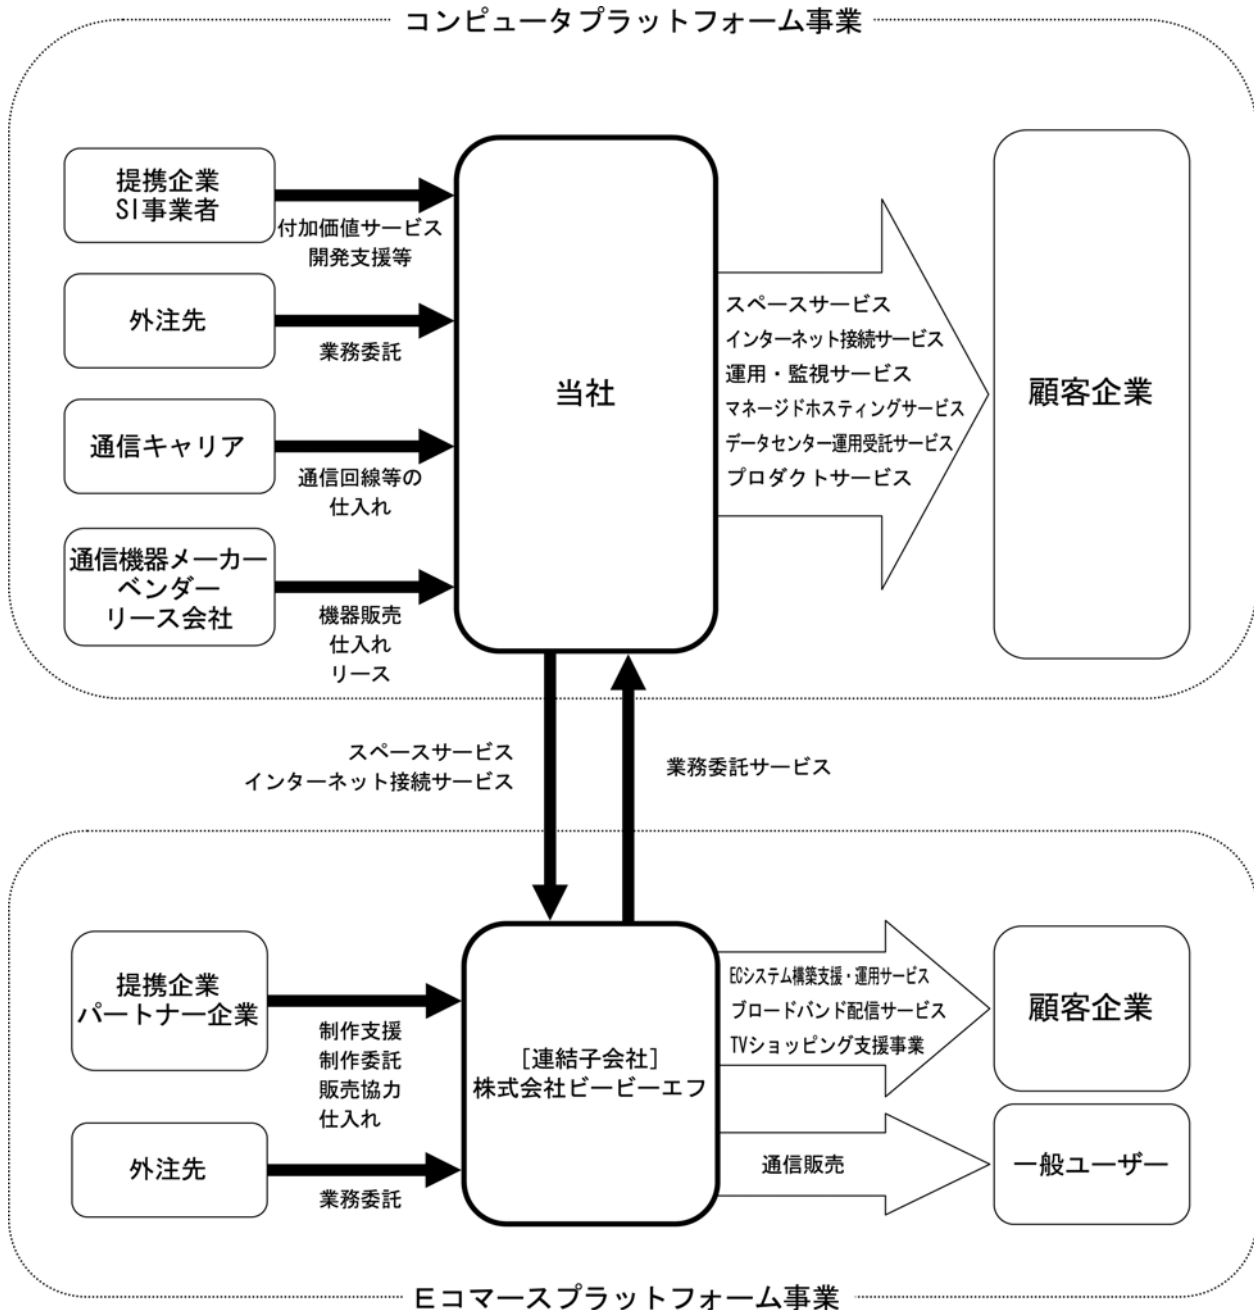 コンピュータプラットフォーム事業
提携企業
SI事業者
付加価値サービス
開発支援等
外注先
業務委託
通信キャリア
通信回線等の
仕入れ
通信機器メーカー
ベンダー
リース会社
機器販売
仕入れ
リース
当社
スペースサービス
インターネット接続サービス
運用・監視サービス
マネージドホスティングサービス
データセンター運用受託サービス
プロダクトサービス
顧客企業
スペースサービス
インターネット接続サービス
業務委託サービス
提携企業
パートナー企業
制作支援
制作委託
販売協力
仕入れ
外注先
業務委託
［連結子会社］
株式会社ビービーエフ
ECシステム構築支援・運用サービス
ブロードバンド配信サービス
TVショッピング支援事業
顧客企業
通信販売
一般ユーザー
Eコマースプラットフォーム事業